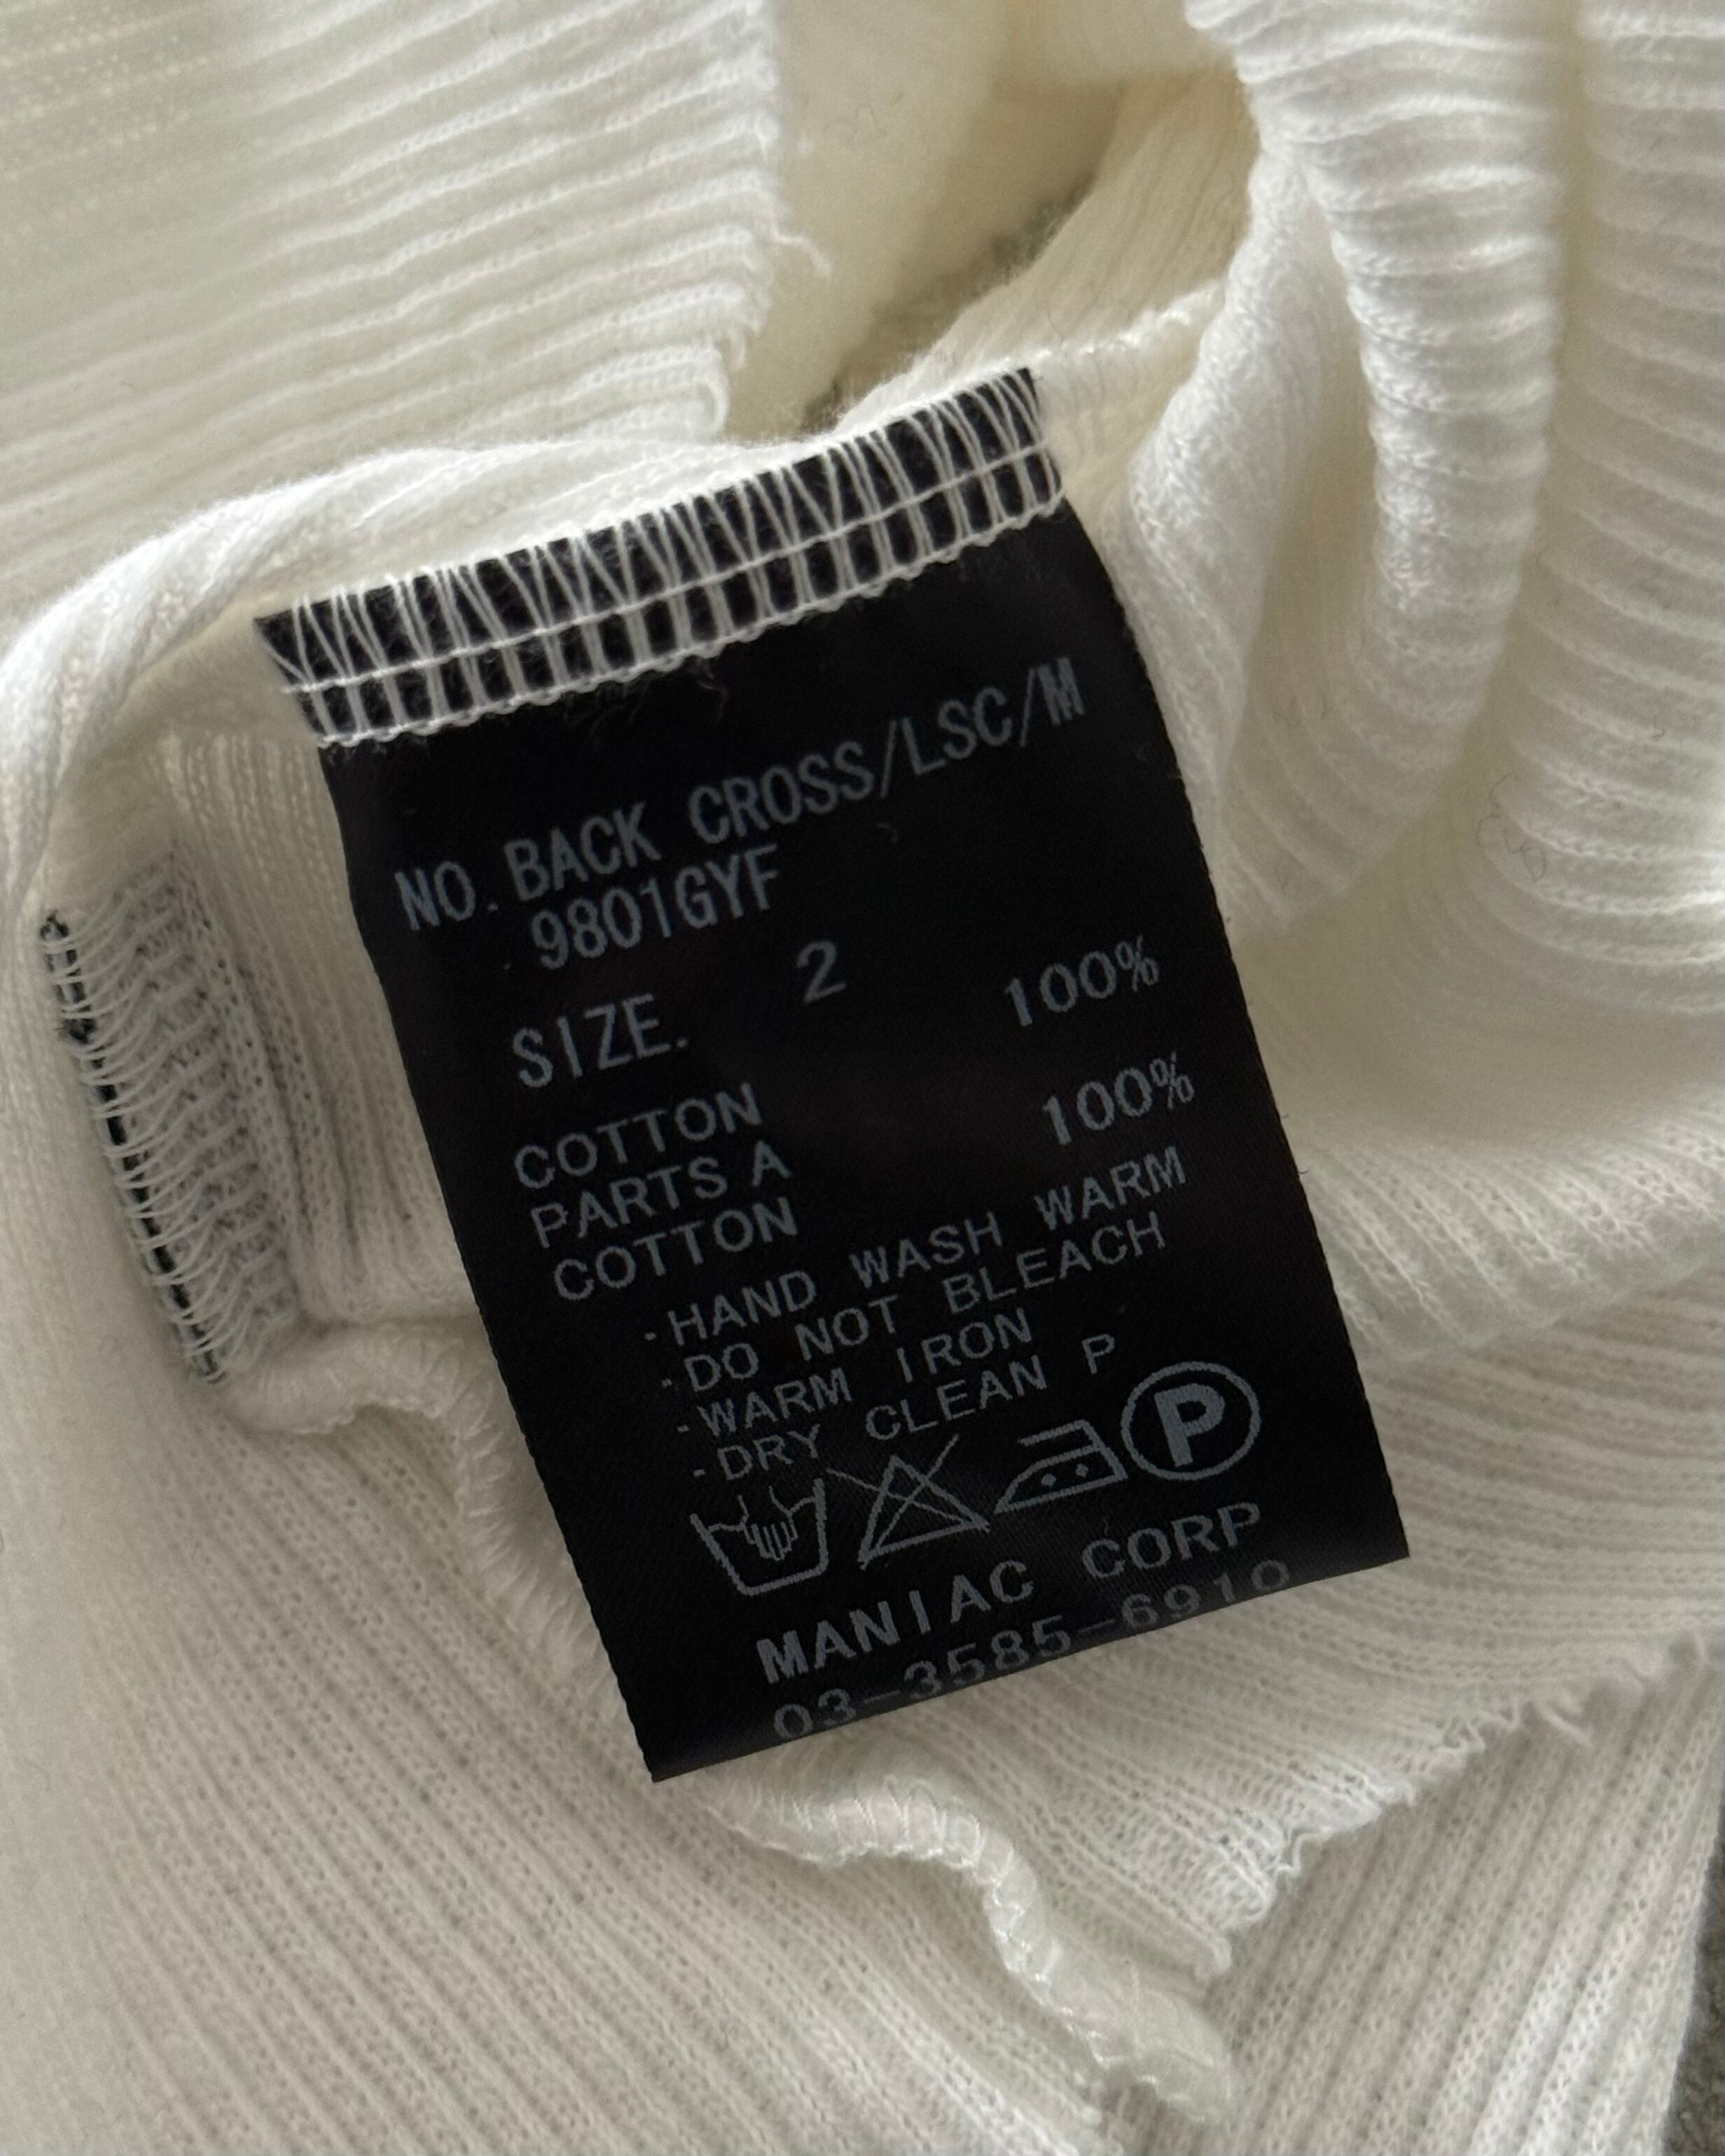 NO. BACK CROSS/LSC/M
9801GYF
SIZE. 2
COTTON 100%
PARTS A
COTTON 100%
·HAND WASH WARM
·DO NOT BLEACH
·WARM IRON
·DRY CLEAN P
P
MANIAC CORP
03-3585-6910